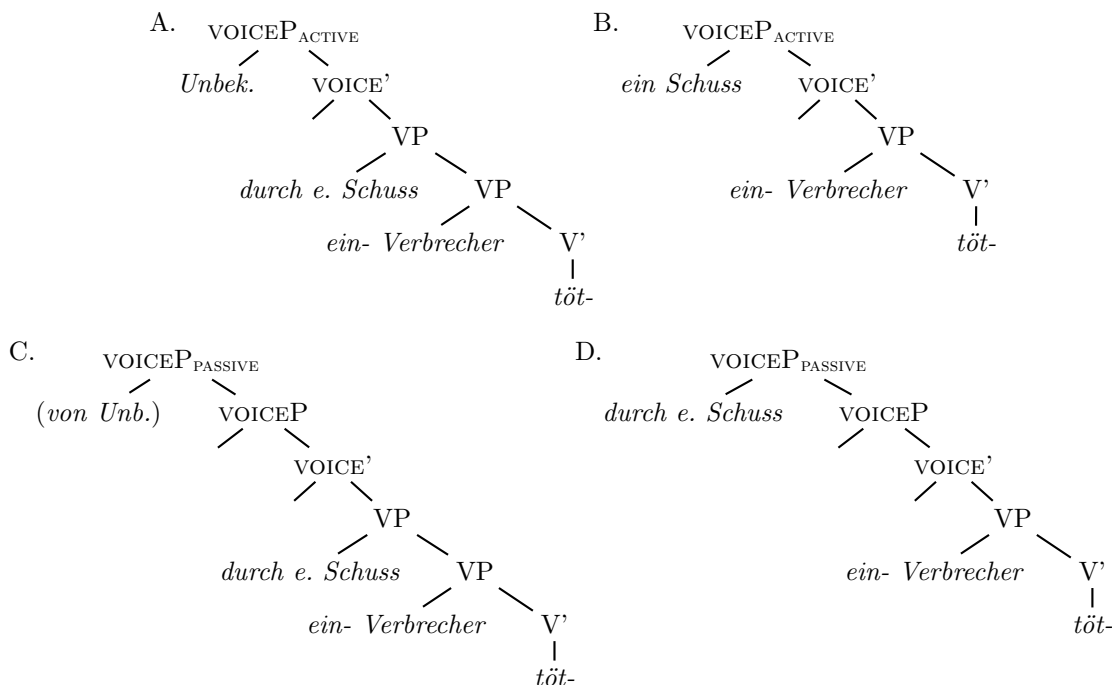 A. VOICEP_ACTIVE B. VOICEP_ACTIVE
Unbek. VOICE’ ein Schuss VOICE’
VP VP
durch e. Schuss VP ein- Verbrecher V’
ein- Verbrecher V’ töt-
töt-
C. VOICEP_PASSIVE D. VOICEP_PASSIVE
(von Unb.) VOICEP durch e. Schuss VOICEP
VOICE’ VOICE’
VP VP
durch e. Schuss VP ein- Verbrecher V’
ein- Verbrecher V’ töt-
töt-